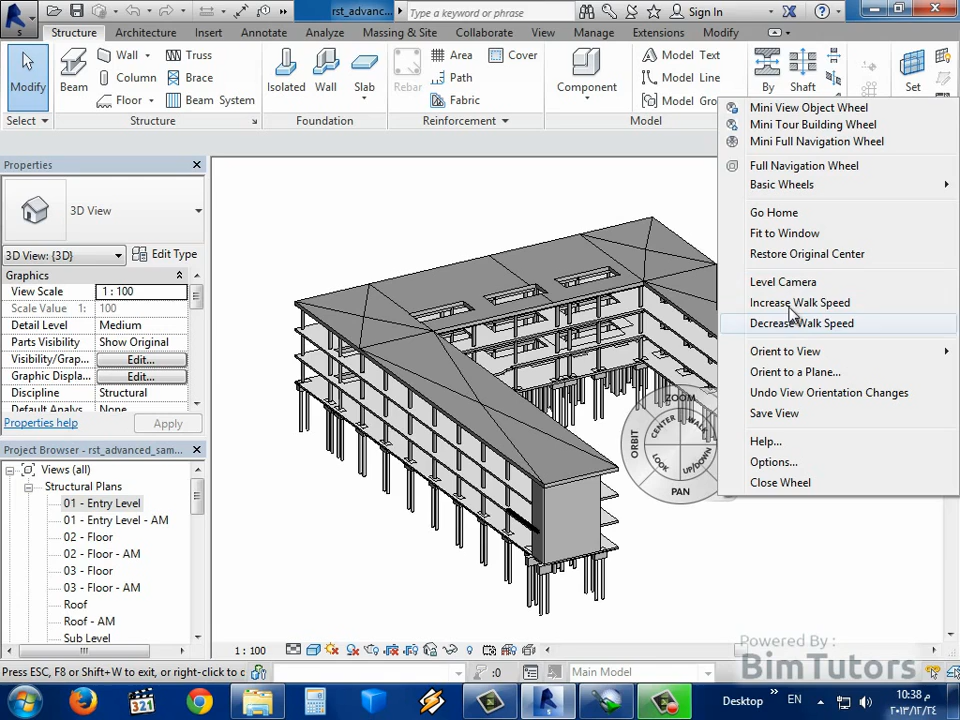 rst_advanc...
Type a keyword or phrase
Sign In
Structure
Architecture
Insert
Annotate
Analyze
Massing & Site
Collaborate
View
Manage
Extensions
Modify
Modify
Select
Beam
Wall
Column
Floor
Truss
Brace
Beam System
Structure
Isolated
Wall
Slab
Foundation
Rebar
Area
Path
Fabric
Cover
Reinforcement
Component
Model Text
Model Line
Model Gro
Model
By
Shaft
Set
Properties
3D View
3D View: {3D}
Edit Type
Graphics
View Scale 1 : 100
Scale Value 1: 100
Detail Level Medium
Parts Visibility Show Original
Visibility/Grap... Edit...
Graphic Displa... Edit...
Discipline Structural
Default Analys... None
Properties help
Apply
Project Browser - rst_advanced_sam...
Views (all)
Structural Plans
01 - Entry Level
01 - Entry Level - AM
02 - Floor
02 - Floor - AM
03 - Floor
03 - Floor - AM
Roof
Roof - AM
Sub Level
ZOOM
ORBIT
PAN
CENTER
WALK
LOOK
UP/DOWN
Mini View Object Wheel
Mini Tour Building Wheel
Mini Full Navigation Wheel
Full Navigation Wheel
Basic Wheels
Go Home
Fit to Window
Restore Original Center
Level Camera
Increase Walk Speed
Decrease Walk Speed
Orient to View
Orient to a Plane...
Undo View Orientation Changes
Save View
Help...
Options...
Close Wheel
1 : 100
Press ESC, F8 or Shift+W to exit, or right-click to c
:0
Main Model
Powered By :
BimTutors
321
Desktop
EN
10:38 م
٢٠١٣/١٢/٢٤